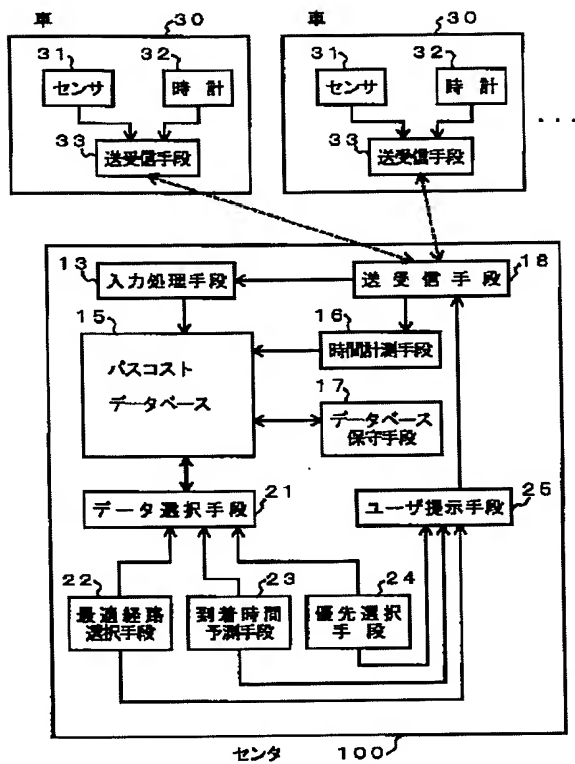 車
30
31
センサ
32
時計
33
送受信手段
車
30
31
センサ
32
時計
33
送受信手段
・・・
13
入力処理手段
送受信手段
18
15
パスコスト
データベース
16
時間計測手段
17
データベース
保守手段
データ選択手段
21
ユーザ提示手段
25
22
最適経路
選択手段
23
到着時間
予測手段
24
優先選択
手段
センタ
100